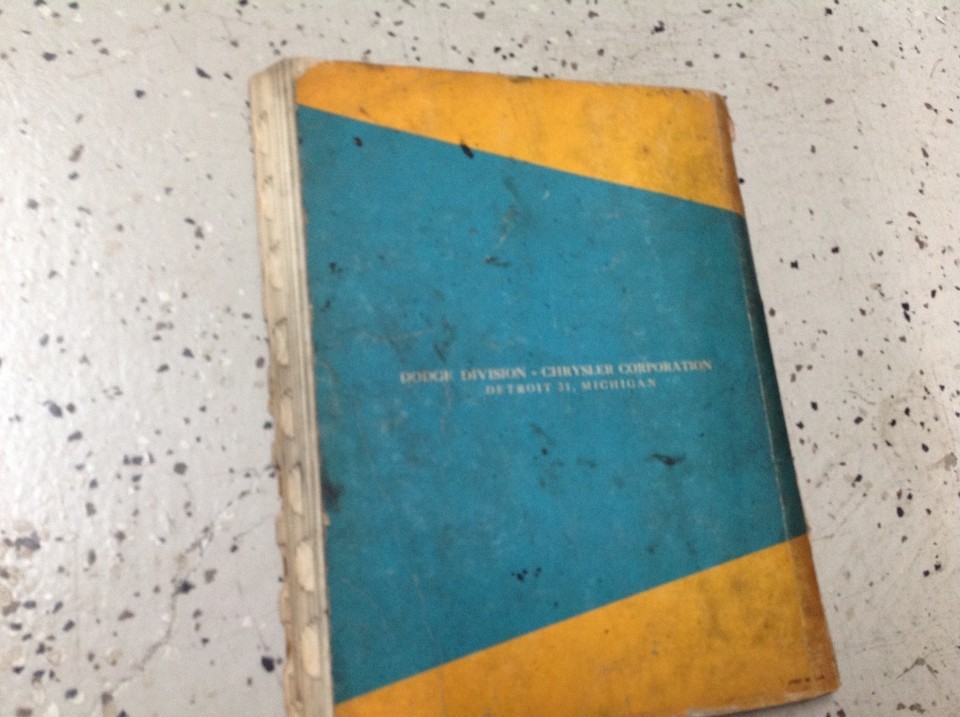 DODGE DIVISION - CHRYSLER CORPORATION
DETROIT 31, MICHIGAN